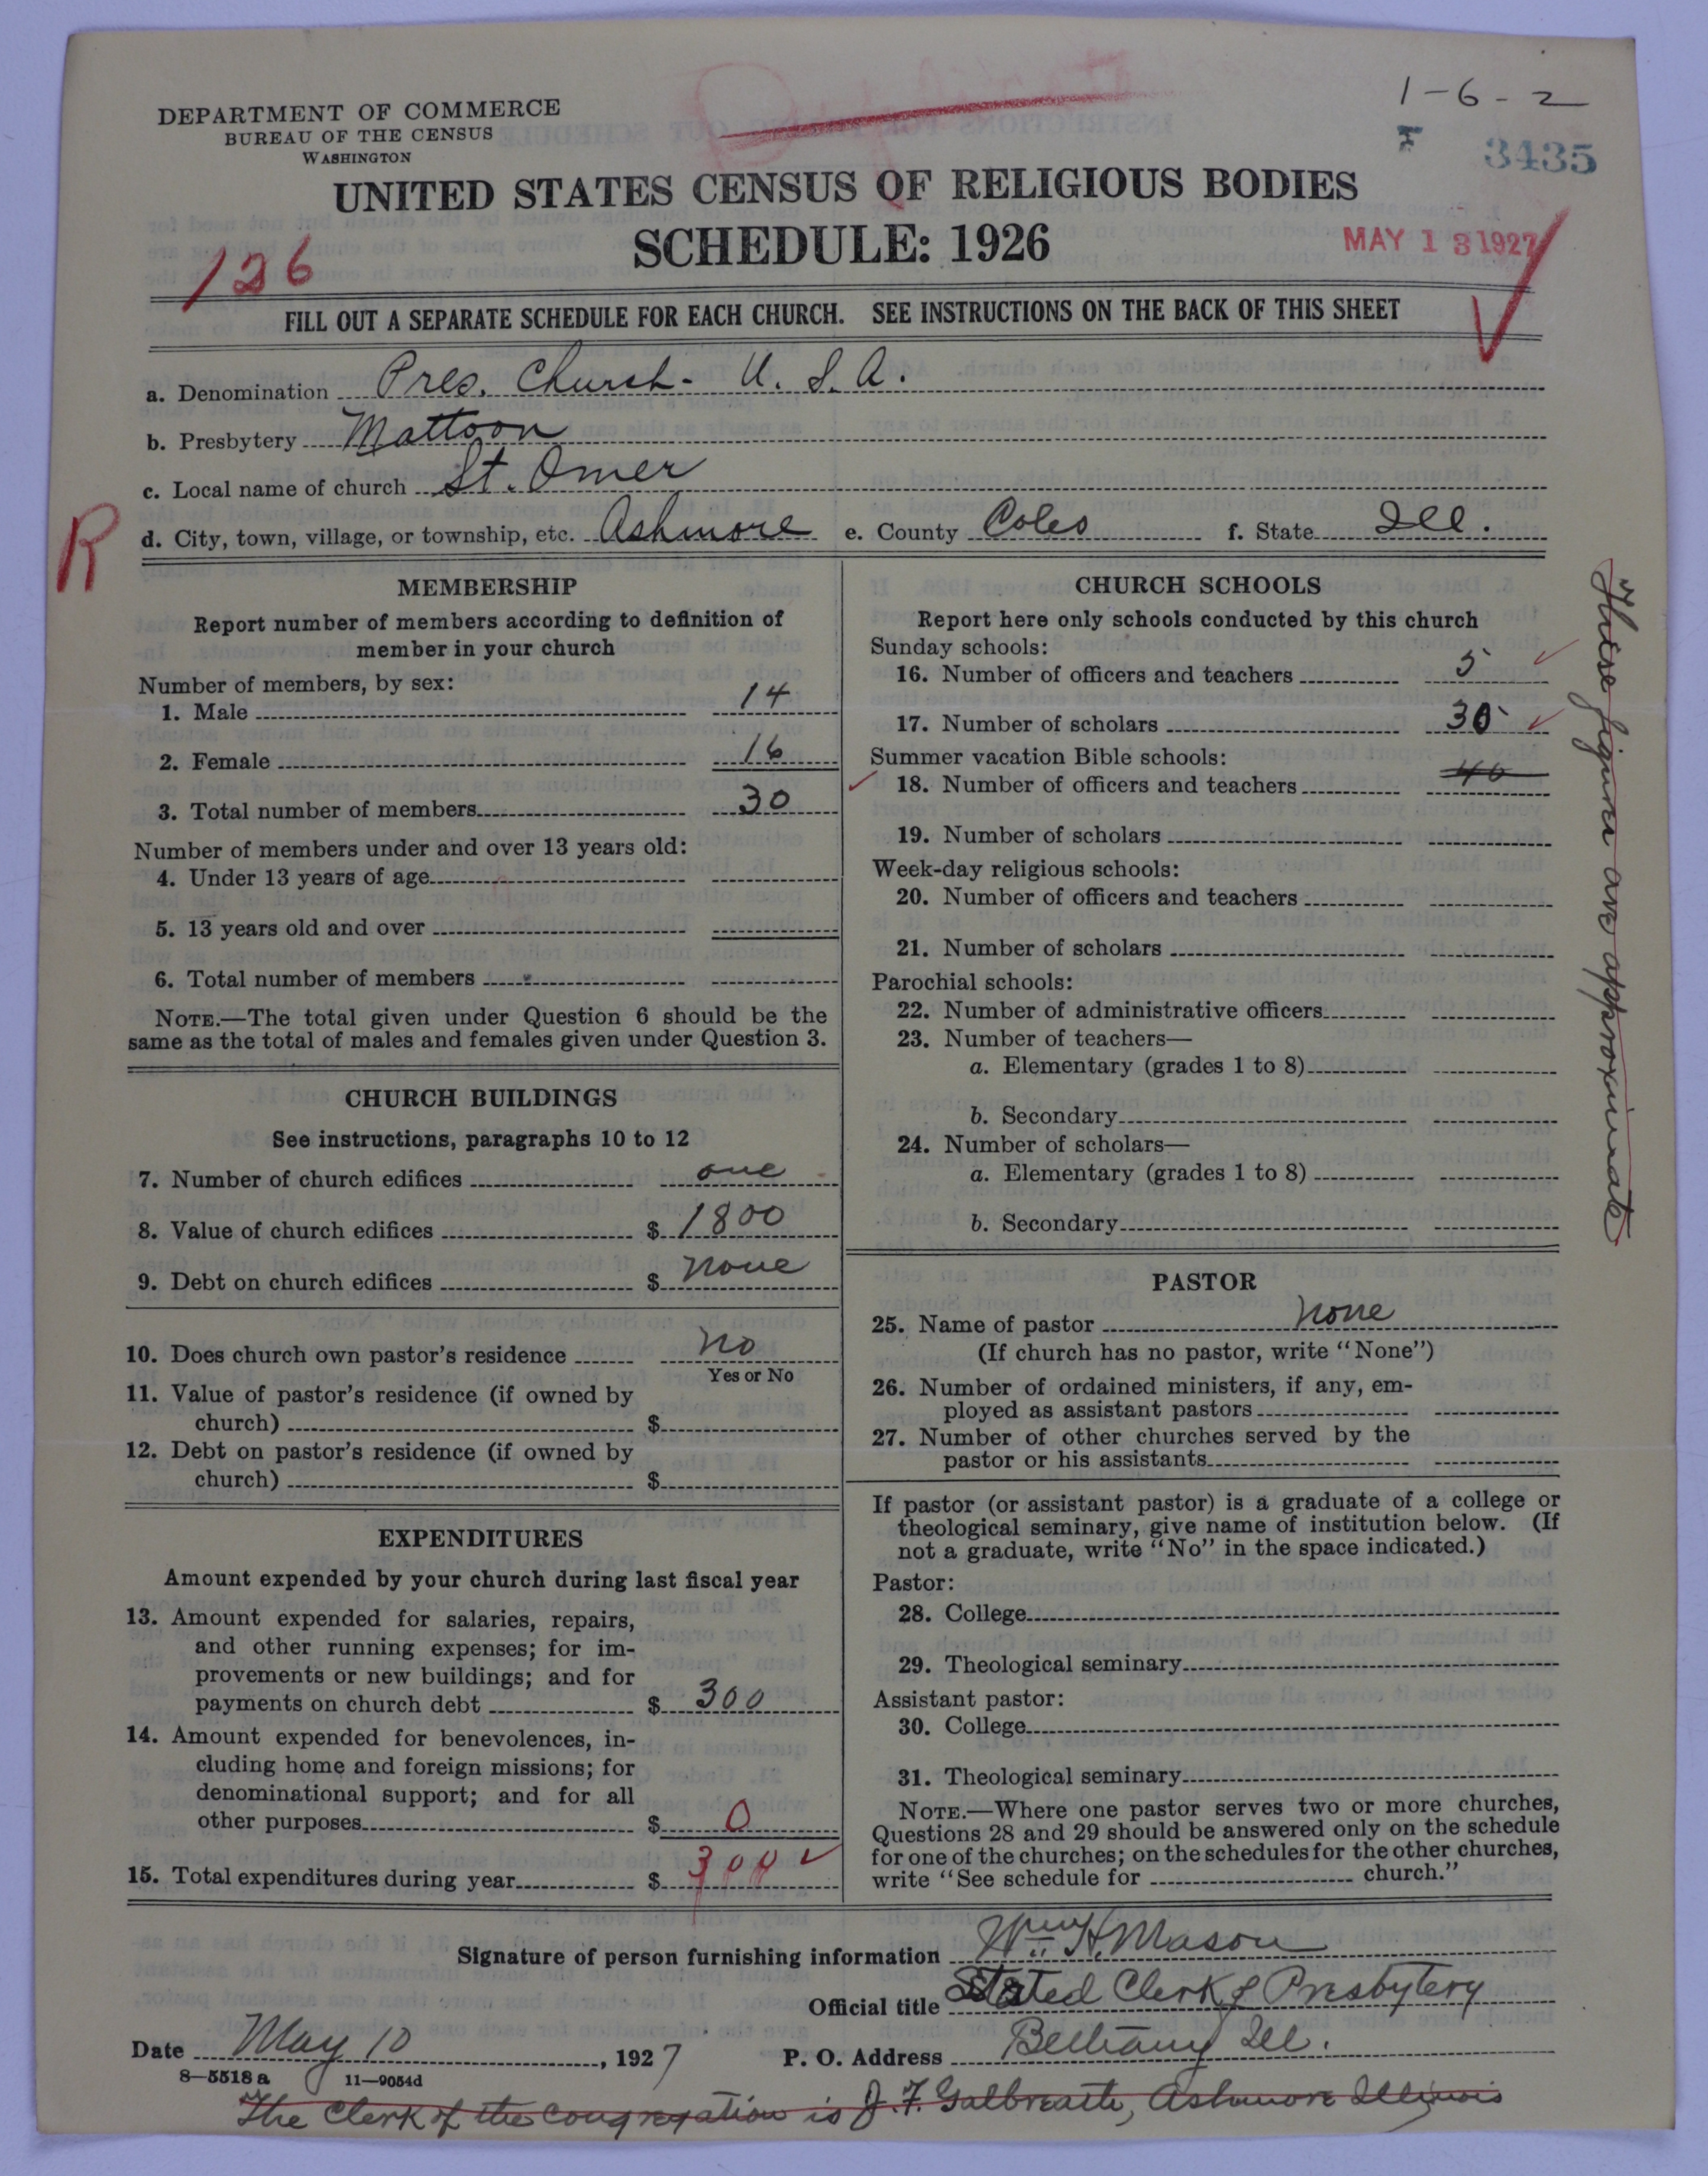 1-6-2
DEPARTMENT OF COMMERCE
BUREAU OF THE CENSUS
WASHINGTON
3435
UNITED STATES CENSUS OF RELIGIOUS BODIES
SCHEDULE: 1926
MAY 13 1927
136
FILL OUT A SEPARATE SCHEDULE FOR EACH CHURCH. SEE INSTRUCTIONS ON THE BACK OF THIS SHEET
a. Denomination Pres. Church- U. S. A.
b. Presbytery Mattoon
c. Local name of church St. Omer
R
d. City, town, village, or township, etc. Ashmore e. County Coles f. State Ill.
MEMBERSHIP
Report number of members according to definition of
member in your church
Number of members, by sex:
1. Male 14
2. Female 16
3. Total number of members 30
Number of members under and over 13 years old:
4. Under 13 years of age
5. 13 years old and over
6. Total number of members
NOTE.—The total given under Question 6 should be the
same as the total of males and females given under Question 3.
CHURCH BUILDINGS
See instructions, paragraphs 10 to 12
7. Number of church edifices one
8. Value of church edifices $ 1800
9. Debt on church edifices $ none
10. Does church own pastor's residence no
Yes or No
11. Value of pastor's residence (if owned by
church) $
12. Debt on pastor's residence (if owned by
church) $
EXPENDITURES
Amount expended by your church during last fiscal year
13. Amount expended for salaries, repairs,
and other running expenses; for im-
provements or new buildings; and for
payments on church debt $ 300
14. Amount expended for benevolences, in-
cluding home and foreign missions; for
denominational support; and for all
other purposes $ 0
15. Total expenditures during year $ 300
CHURCH SCHOOLS
Report here only schools conducted by this church
Sunday schools:
16. Number of officers and teachers 5
17. Number of scholars 30
Summer vacation Bible schools:
18. Number of officers and teachers 40
19. Number of scholars
Week-day religious schools:
20. Number of officers and teachers
21. Number of scholars
Parochial schools:
22. Number of administrative officers
23. Number of teachers—
a. Elementary (grades 1 to 8)
b. Secondary
24. Number of scholars—
a. Elementary (grades 1 to 8)
b. Secondary
These figures are approximate
PASTOR
25. Name of pastor none
(If church has no pastor, write "None")
26. Number of ordained ministers, if any, em-
ployed as assistant pastors
27. Number of other churches served by the
pastor or his assistants
If pastor (or assistant pastor) is a graduate of a college or
theological seminary, give name of institution below. (If
not a graduate, write "No" in the space indicated.)
Pastor:
28. College
29. Theological seminary
Assistant pastor:
30. College
31. Theological seminary
NOTE.—Where one pastor serves two or more churches,
Questions 28 and 29 should be answered only on the schedule
for one of the churches; on the schedules for the other churches,
write "See schedule for church."
Signature of person furnishing information Wm. H. Mason
Official title Stated Clerk of Presbytery
Date May 10, 1927 P. O. Address Bethany Ill.
8—5518 a 11—9054d
The Clerk of the Congregation is J. F. Galbreath, Ashmore Illinois